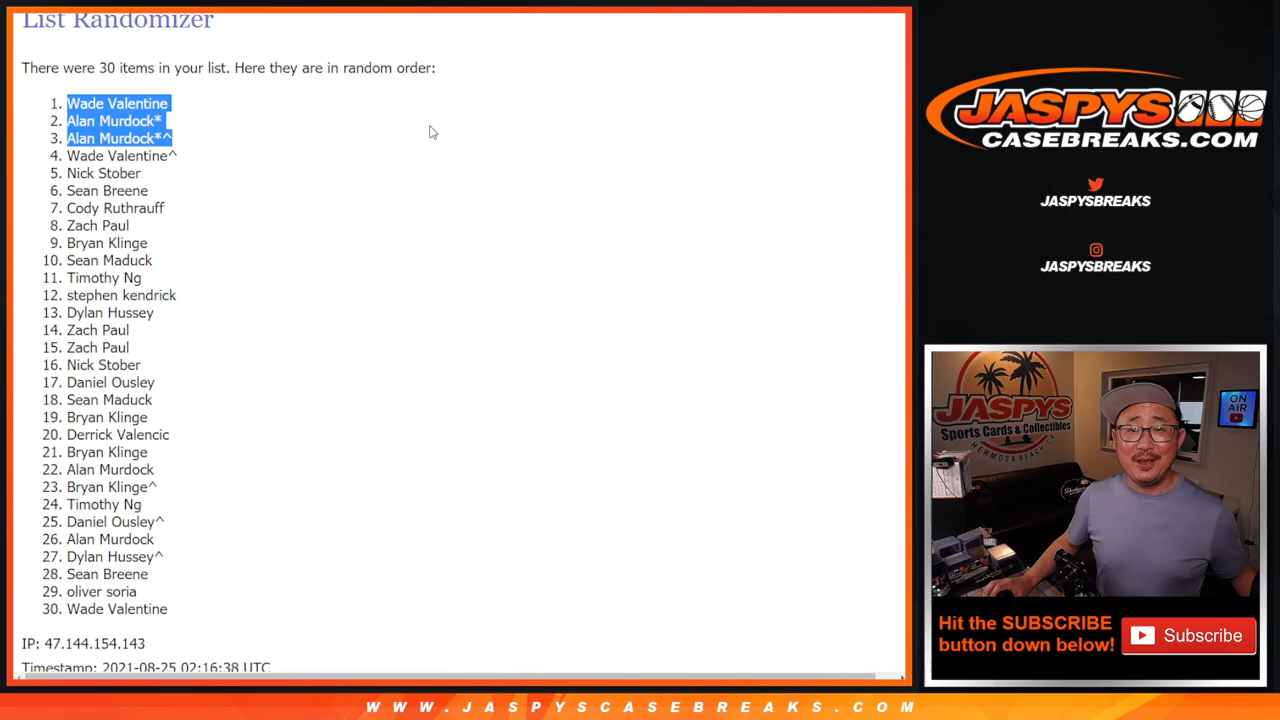 List Randomizer
There were 30 items in your list. Here they are in random order:
1. Wade Valentine
2. Alan Murdock*
3. Alan Murdock*^
4. Wade Valentine^
5. Nick Stober
6. Sean Breene
7. Cody Ruthrauff
8. Zach Paul
9. Bryan Klinge
10. Sean Maduck
11. Timothy Ng
12. stephen kendrick
13. Dylan Hussey
14. Zach Paul
15. Zach Paul
16. Nick Stober
17. Daniel Ousley
18. Sean Maduck
19. Bryan Klinge
20. Derrick Valencic
21. Bryan Klinge
22. Alan Murdock
23. Bryan Klinge^
24. Timothy Ng
25. Daniel Ousley^
26. Alan Murdock
27. Dylan Hussey^
28. Sean Breene
29. oliver soria
30. Wade Valentine
IP: 47.144.154.143
Timestamp: 2021-08-25 02:16:38 UTC
JASPYS
CASEBREAKS.COM
JASPYSBREAKS
JASPYSBREAKS
JASPYS
Sports Cards & Collectibles
HERMOSA BEACH, CA
ON
AIR
Hit the SUBSCRIBE
button down below!
Subscribe
WWW.JASPYSCASEBREAKS.COM